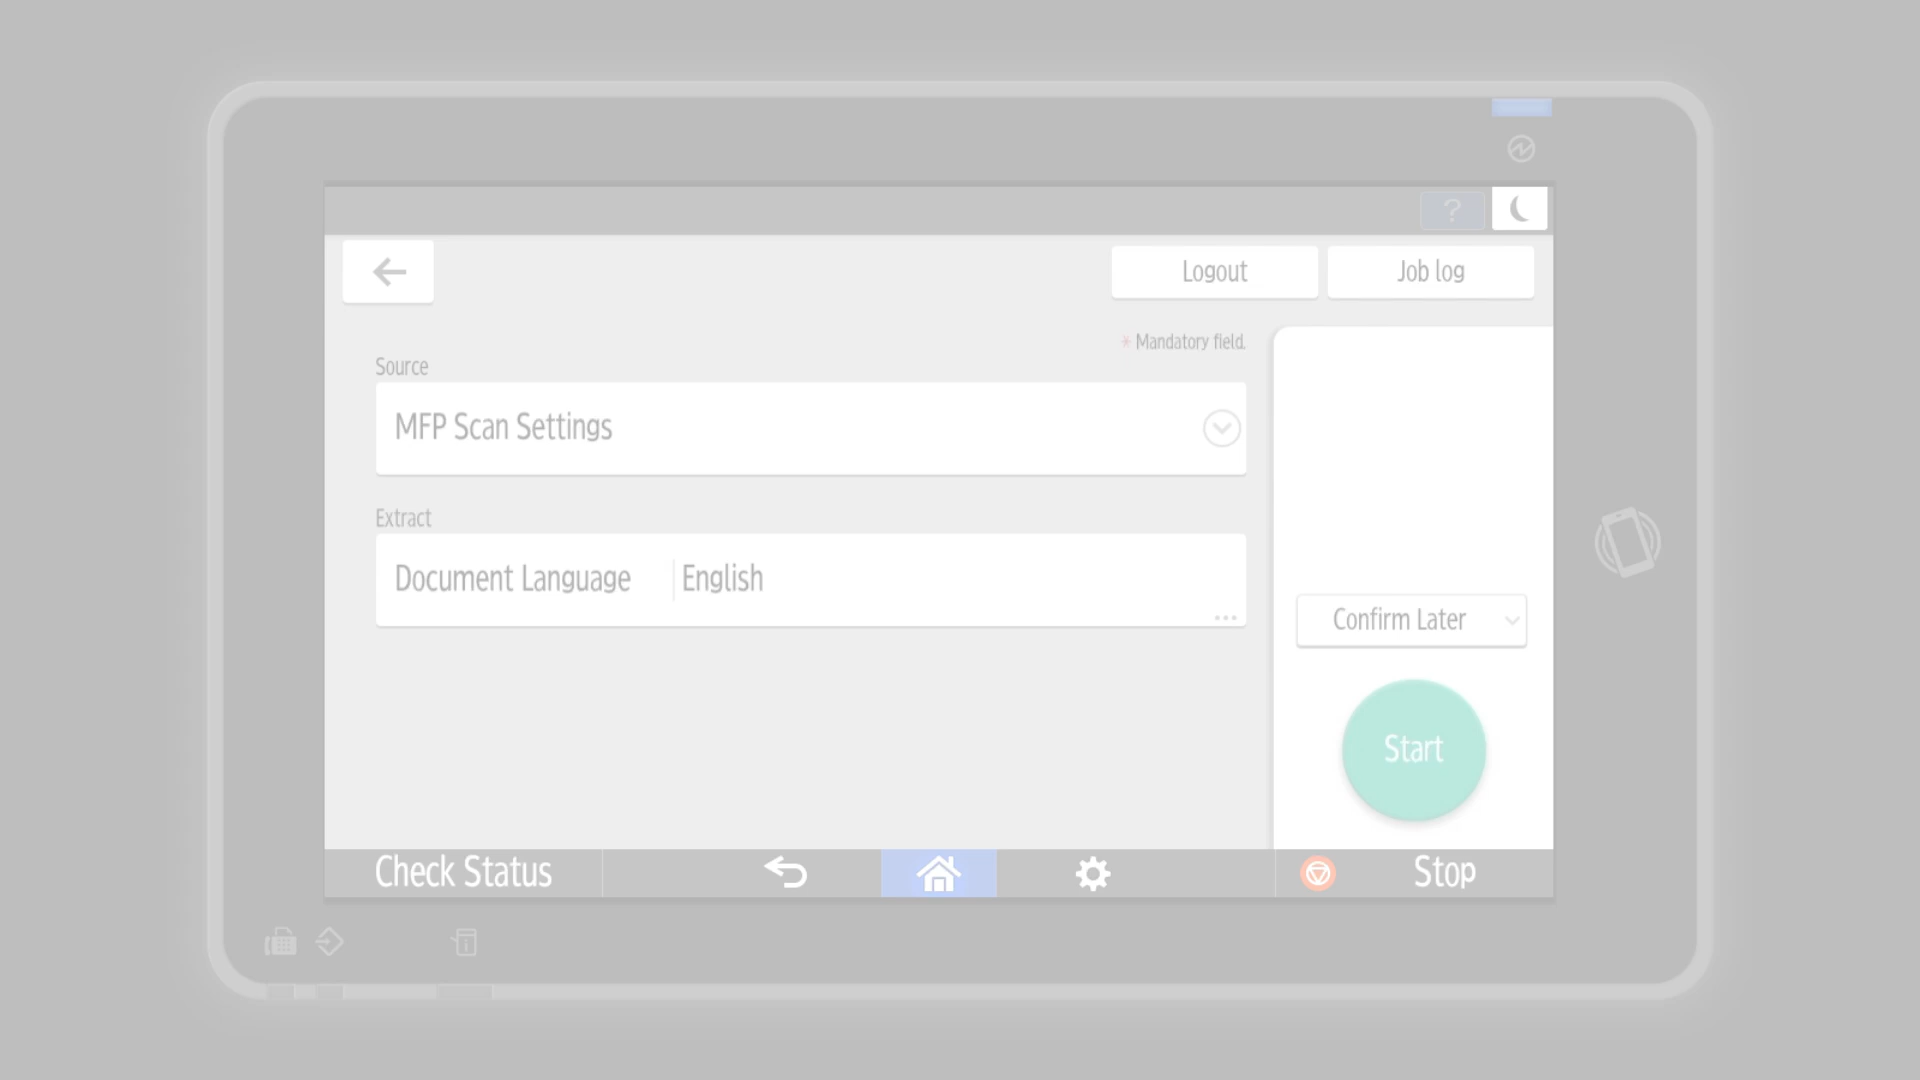 ?
Logout
Job log
* Mandatory field.
Source
MFP Scan Settings
Extract
Document Language
English
...
Confirm Later
Start
Check Status
Stop